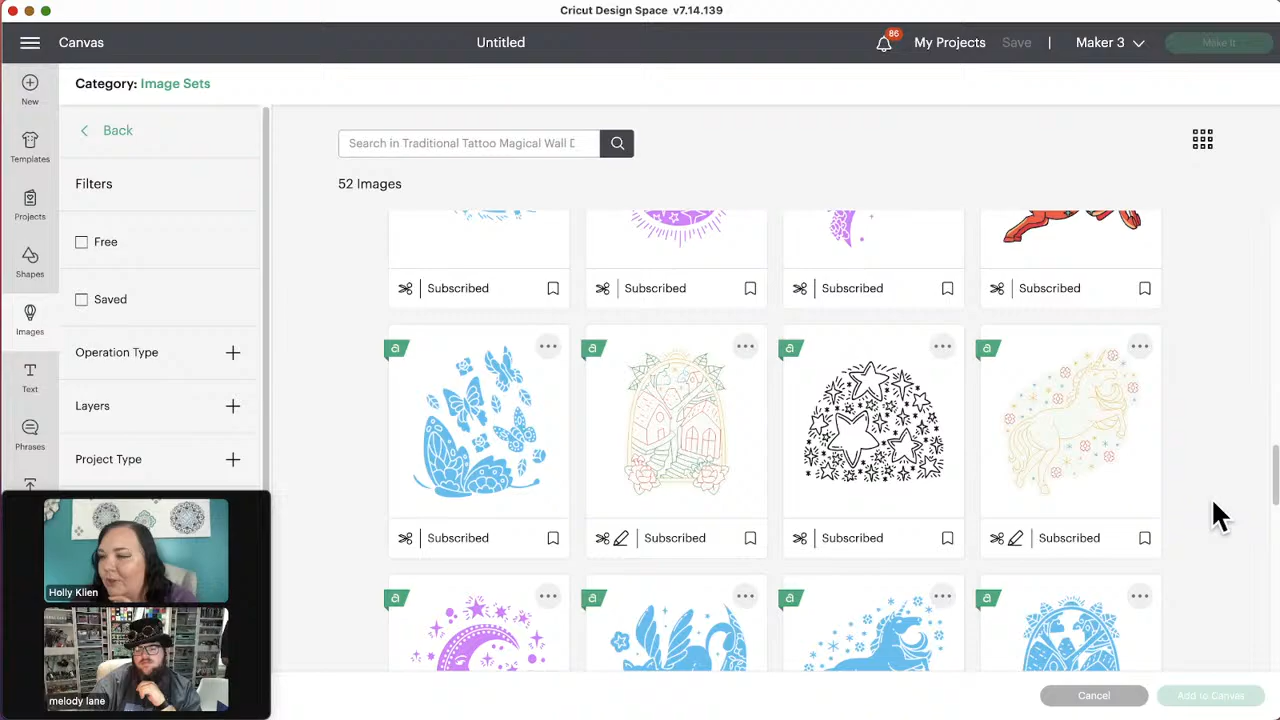 Cricut Design Space v7.14.139
Canvas
Untitled
86
My Projects
Save
|
Maker 3
Make It
New
Templates
Projects
Shapes
Images
Text
Phrases
Category: Image Sets
Back
Filters
Free
Saved
Operation Type
Layers
Project Type
Search in Traditional Tattoo Magical Wall D
52 Images
Subscribed
Subscribed
Subscribed
Subscribed
a
a
a
a
Subscribed
Subscribed
Subscribed
Subscribed
a
a
a
a
Holly Klien
melody lane
Cancel
Add to Canvas